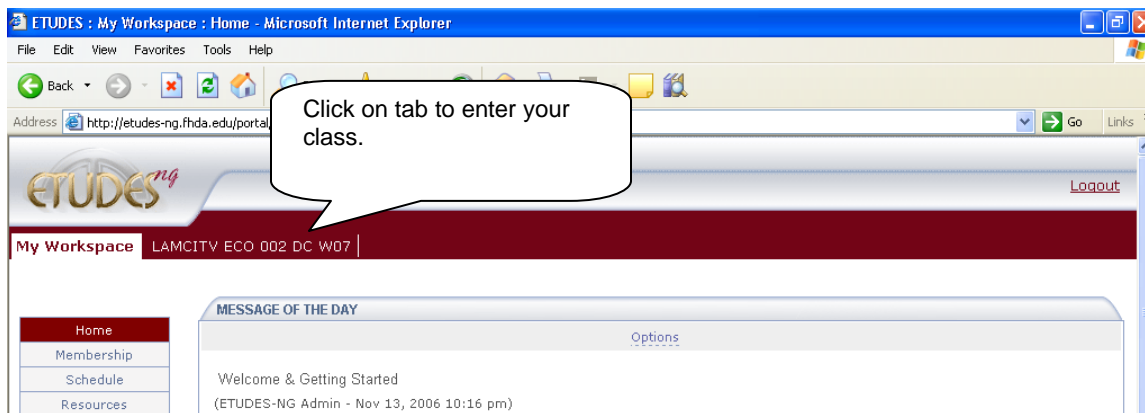 ETUDES : My Workspace : Home - Microsoft Internet Explorer
File Edit View Favorites Tools Help
Back
Click on tab to enter your
class.
Address http://etudes-ng.fhda.edu/portal Go Links
ETUDES ng
Logout
My Workspace LAMCITV ECO 002 DC W07
MESSAGE OF THE DAY
Home
Options
Membership
Schedule
Welcome & Getting Started
Resources
(ETUDES-NG Admin - Nov 13, 2006 10:16 pm)